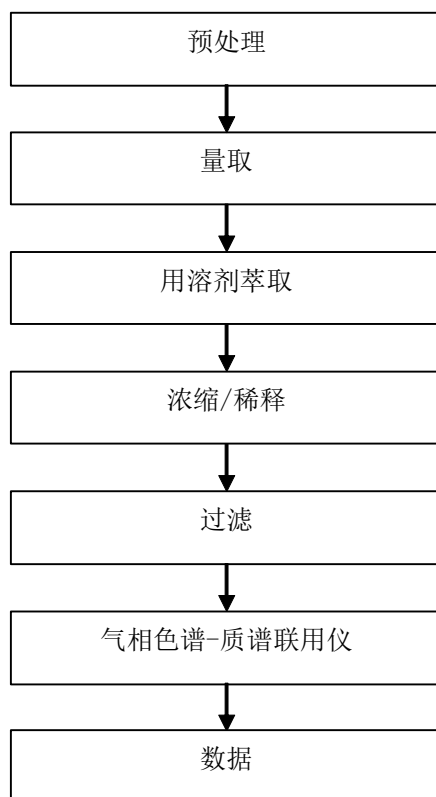 预处理
量取
用溶剂萃取
浓缩/稀释
过滤
气相色谱-质谱联用仪
数据